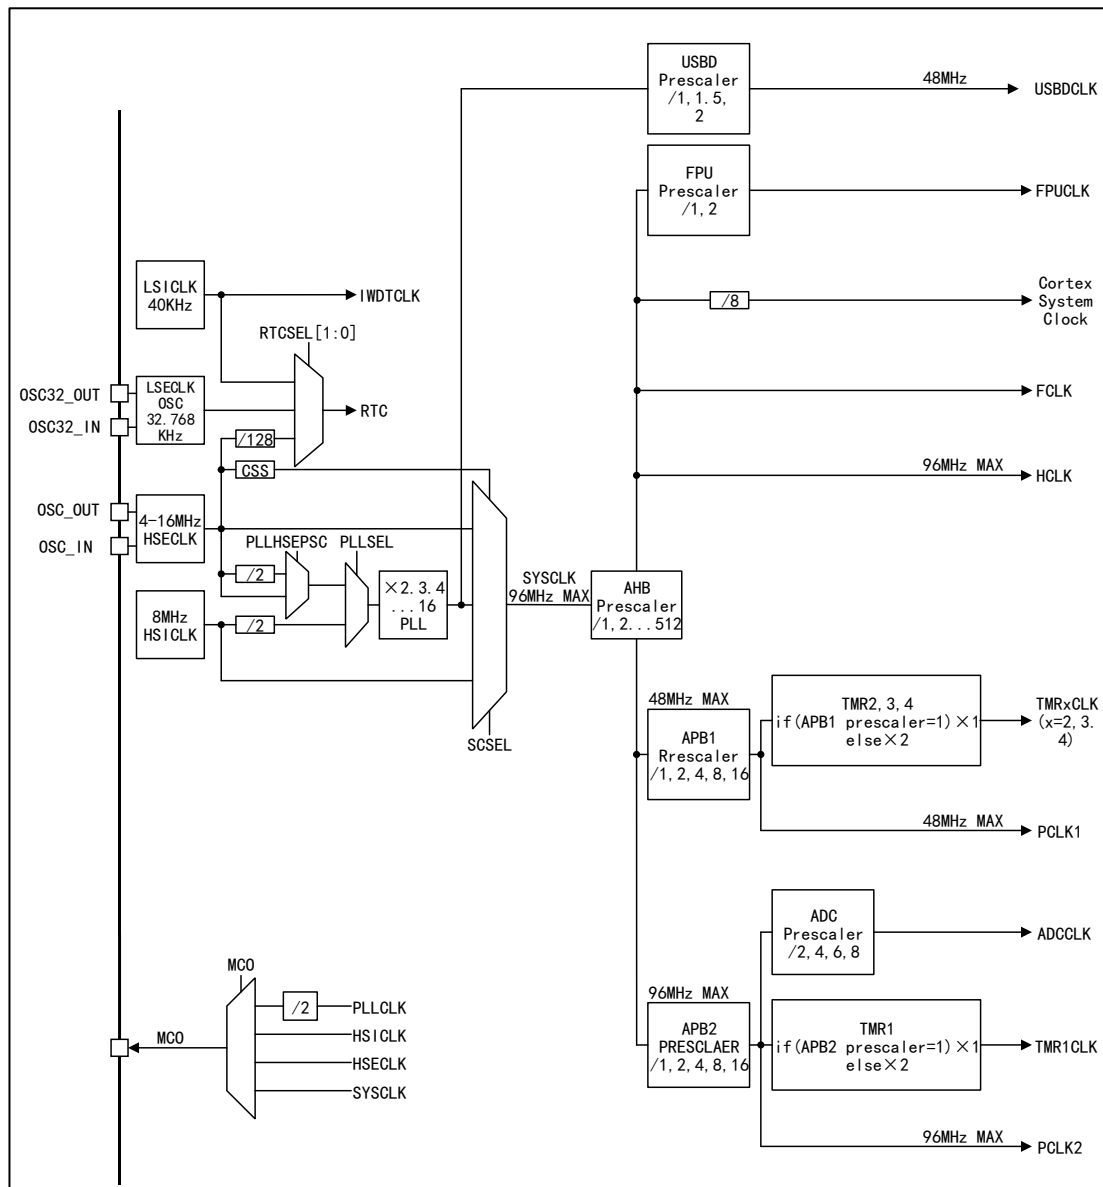 USBD
Prescaler
/1, 1.5,
2
48MHz
USBDCLK
FPU
Prescaler
/1, 2
FPUCLK
LSICLK
40KHz
IWDTCLK
/8
Cortex
System
Clock
RTCSEL[1:0]
OSC32_OUT
OSC32_IN
LSECLK
OSC
32.768
KHz
RTC
FCLK
/128
CSS
96MHz MAX
HCLK
OSC_OUT
OSC_IN
4-16MHz
HSECLK
PLLHSEPSC
PLLSEL
/2
×2.3.4
...16
PLL
SYSCLK
96MHz MAX
AHB
Prescaler
/1, 2...512
8MHz
HSICLK
/2
SCSEL
48MHz MAX
APB1
Rrescaler
/1, 2, 4, 8, 16
TMR2, 3, 4
if(APB1 prescaler=1)×1
else×2
TMRxCLK
(x=2, 3.
4)
48MHz MAX
PCLK1
ADC
Prescaler
/2, 4, 6, 8
ADCCLK
96MHz MAX
APB2
PRESCLAER
/1, 2, 4, 8, 16
TMR1
if(APB2 prescaler=1)×1
else×2
TMR1CLK
96MHz MAX
PCLK2
MCO
/2
PLLCLK
HSICLK
HSECLK
SYSCLK
MCO